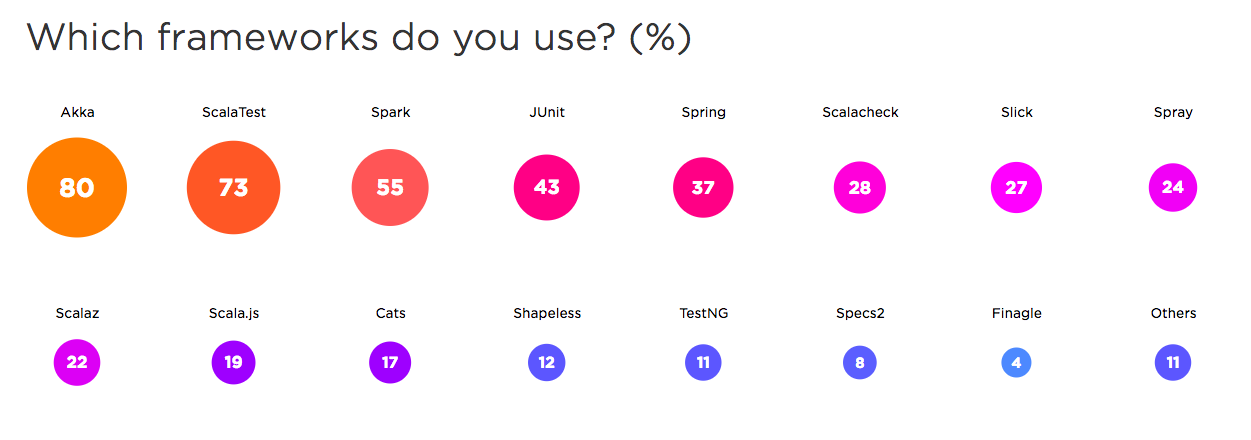 Which frameworks do you use? (%)
Akka ScalaTest Spark JUnit Spring Scalacheck Slick Spray
80 73 55 43 37 28 27 24
Scalaz Scala.js Cats Shapeless TestNG Specs2 Finagle Others
22 19 17 12 11 8 4 11